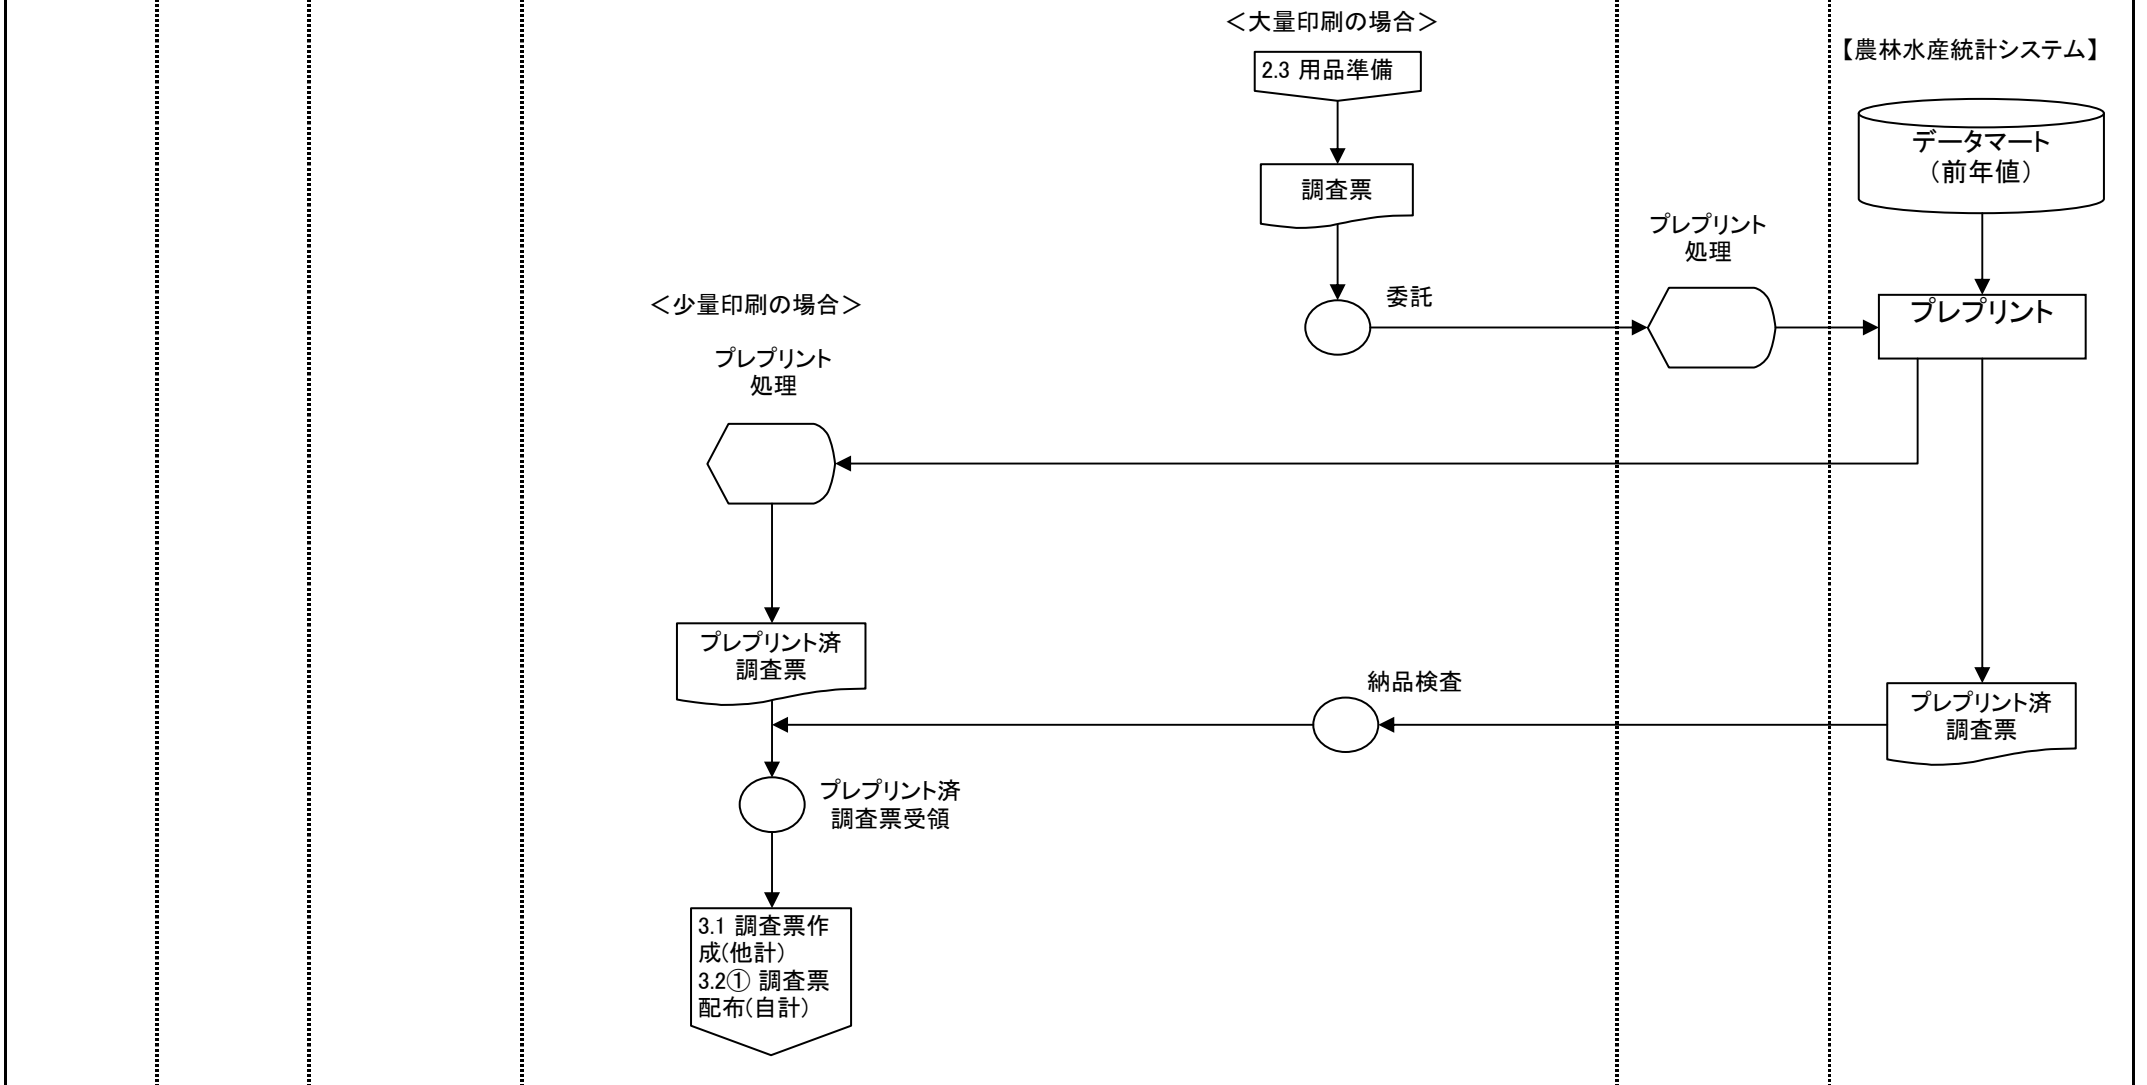 ＜大量印刷の場合＞
2.3 用品準備
【農林水産統計システム】
データマート
（前年値）
調査票
プレプリント
処理
委託
プレプリント
＜少量印刷の場合＞
プレプリント
処理
プレプリント済
調査票
納品検査
プレプリント済
調査票
プレプリント済
調査票受領
3.1 調査票作
成(他計)
3.2① 調査票
配布(自計)